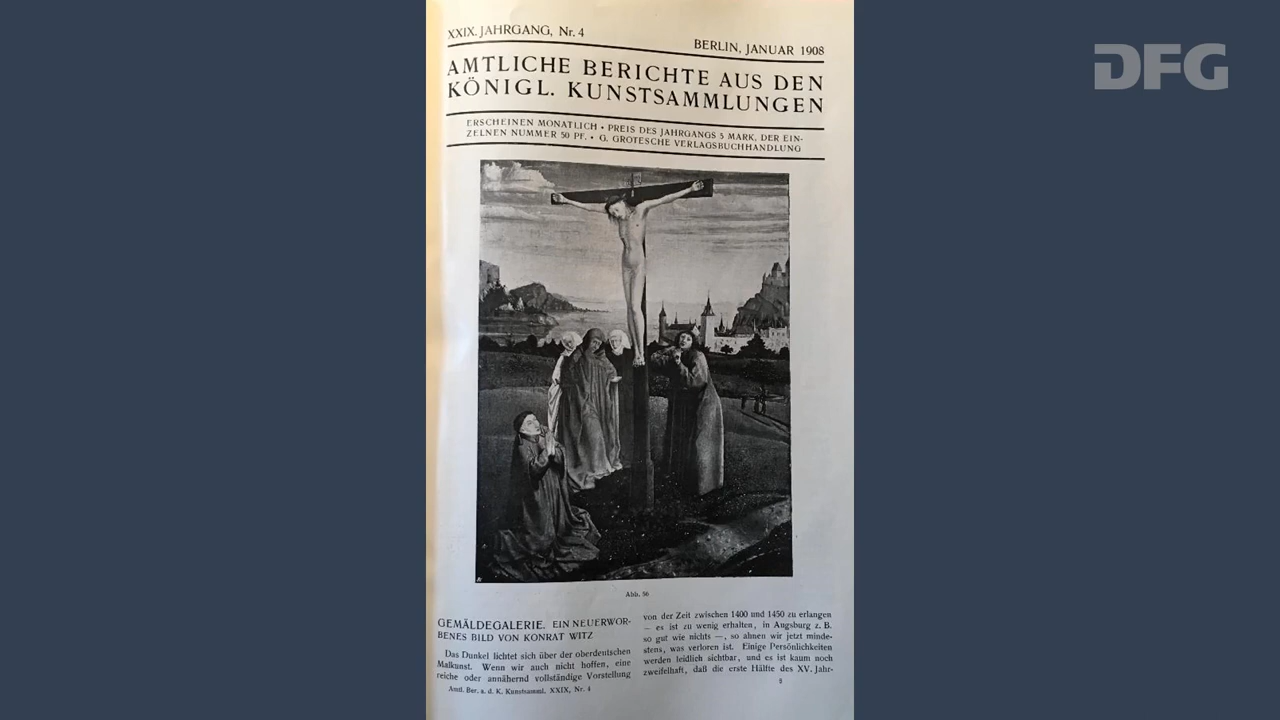 XXIX. JAHRGANG, Nr. 4
BERLIN, JANUAR 1908
AMTLICHE BERICHTE AUS DEN
KÖNIGL. KUNSTSAMMLUNGEN
ERSCHEINEN MONATLICH • PREIS DES JAHRGANGS 5 MARK, DER EIN-
ZELNEN NUMMER 50 PF. • G. GROTESCHE VERLAGSBUCHHANDLUNG
Abb. 56
GEMÄLDEGALERIE. EIN NEUERWOR-
BENES BILD VON KONRAT WITZ
Das Dunkel lichtet sich über der oberdeutschen
Malkunst. Wenn wir auch nicht hoffen, eine
reiche oder annähernd vollständige Vorstellung
Amtl. Ber. a. d. K. Kunstsamml. XXIX, Nr. 4
von der Zeit zwischen 1400 und 1450 zu erlangen
— es ist zu wenig erhalten, in Augsburg z. B.
so gut wie nichts —, so ahnen wir jetzt minde-
stens, was verloren ist. Einige Persönlichkeiten
werden leidlich sichtbar, und es ist kaum noch
zweifelhaft, daß die erste Hälfte des XV. Jahr-
DFG